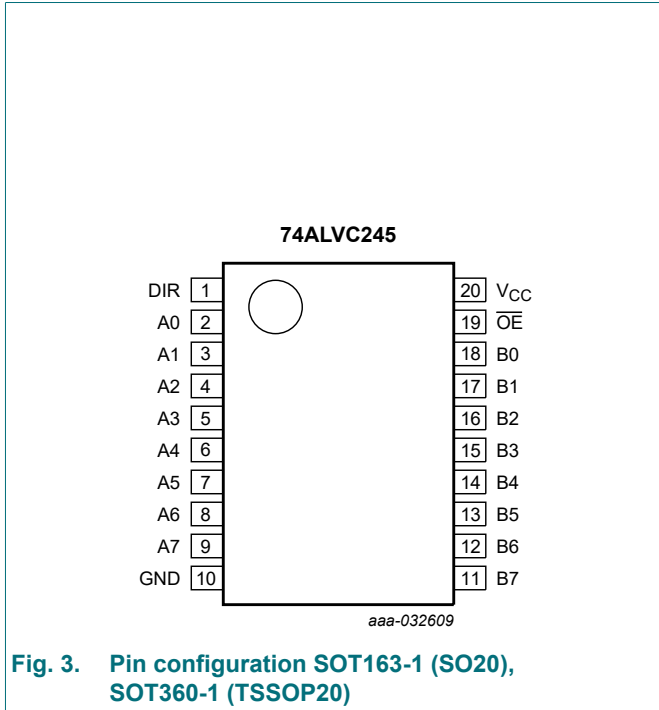 74ALVC245
DIR 1 20 VCC
A0 2 19 OE
A1 3 18 B0
A2 4 17 B1
A3 5 16 B2
A4 6 15 B3
A5 7 14 B4
A6 8 13 B5
A7 9 12 B6
GND 10 11 B7
aaa-032609
Fig. 3. Pin configuration SOT163-1 (SO20),
SOT360-1 (TSSOP20)